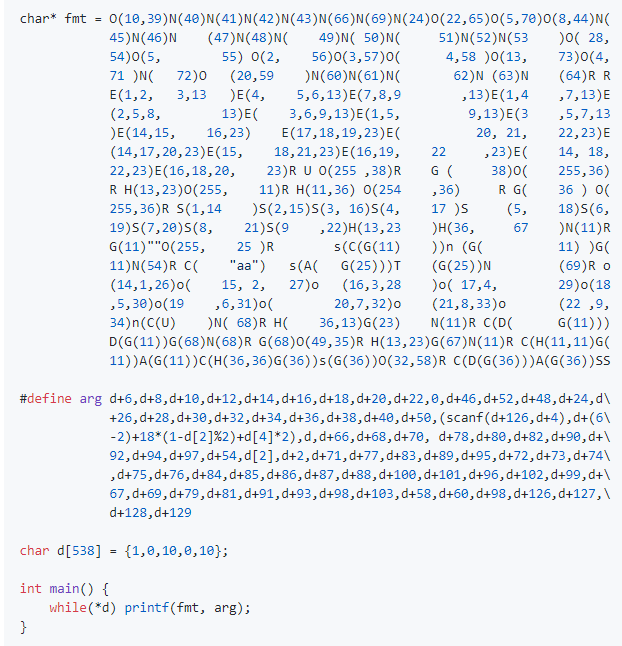 char* fmt = O(10,39)N(40)N(41)N(42)N(43)N(66)N(69)N(24)O(22,65)O(5,70)O(8,44)N(
            45)N(46)N    (47)N(48)N(    49)N( 50)N(     51)N(52)N(53    )O( 28,
            54)O(5,        55) O(2,    56)O(3,57)O(      4,58 )O(13,    73)O(4,
            71 )N(   72)O   (20,59    )N(60)N(61)N(       62)N (63)N    (64)R R
            E(1,2,   3,13   )E(4,    5,6,13)E(7,8,9        ,13)E(1,4    ,7,13)E
            (2,5,8,        13)E(    3,6,9,13)E(1,5,         9,13)E(3    ,5,7,13
            )E(14,15,    16,23)    E(17,18,19,23)E(          20, 21,    22,23)E
            (14,17,20,23)E(15,    18,21,23)E(16,19,    22     ,23)E(    14, 18,
            22,23)E(16,18,20,    23)R U O(255 ,38)R    G (     38)O(    255,36)
            R H(13,23)O(255,    11)R H(11,36) O(254    ,36)     R G(    36 ) O(
            255,36)R S(1,14    )S(2,15)S(3, 16)S(4,    17 )S     (5,    18)S(6,
            19)S(7,20)S(8,    21)S(9    ,22)H(13,23    )H(36,     67    )N(11)R
            G(11)""O(255,    25 )R        s(C(G(11)    ))n (G(          11) )G(
            11)N(54)R C(    "aa")   s(A(   G(25)))T    (G(25))N         (69)R o
            (14,1,26)o(    15, 2,   27)o   (16,3,28    )o( 17,4,        29)o(18
            ,5,30)o(19    ,6,31)o(        20,7,32)o    (21,8,33)o       (22 ,9,
            34)n(C(U)    )N( 68)R H(    36,13)G(23)    N(11)R C(D(      G(11)))
            D(G(11))G(68)N(68)R G(68)O(49,35)R H(13,23)G(67)N(11)R C(H(11,11)G(
            11))A(G(11))C(H(36,36)G(36))s(G(36))O(32,58)R C(D(G(36)))A(G(36))SS
#define arg d+6,d+8,d+10,d+12,d+14,d+16,d+18,d+20,d+22,0,d+46,d+52,d+48,d+24,d\
            +26,d+28,d+30,d+32,d+34,d+36,d+38,d+40,d+50,(scanf(d+126,d+4),d+(6\
            -2)+18*(1-d[2]%2)+d[4]*2),d,d+66,d+68,d+70, d+78,d+80,d+82,d+90,d+\
            92,d+94,d+97,d+54,d[2],d+2,d+71,d+77,d+83,d+89,d+95,d+72,d+73,d+74\
            ,d+75,d+76,d+84,d+85,d+86,d+87,d+88,d+100,d+101,d+96,d+102,d+99,d+\
            67,d+69,d+79,d+81,d+91,d+93,d+98,d+103,d+58,d+60,d+98,d+126,d+127,\
            d+128,d+129
char d[538] = {1,0,10,0,10};
int main() {
    while(*d) printf(fmt, arg);
}